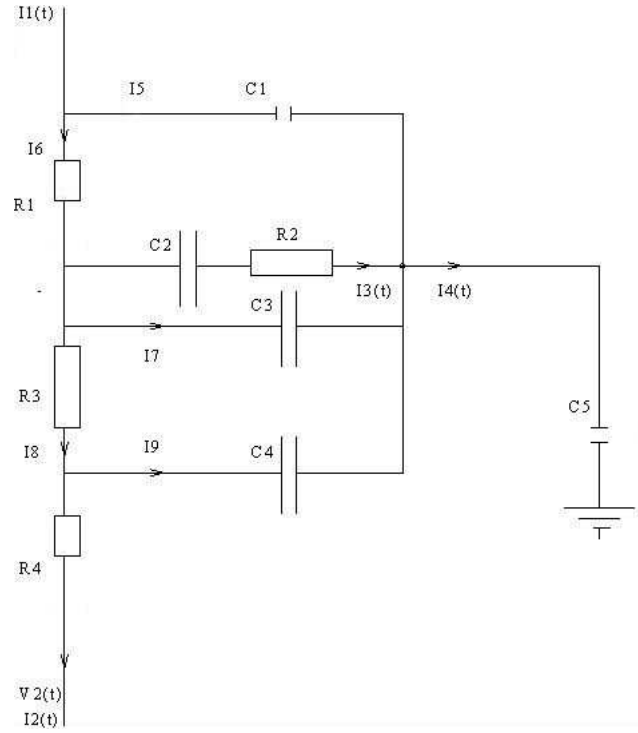 I1(t)
I5
C1
I6
R1
C2
R2
I3(t)
I4(t)
C3
I7
R3
C5
I8
I9
C4
R4
V2(t)
I2(t)